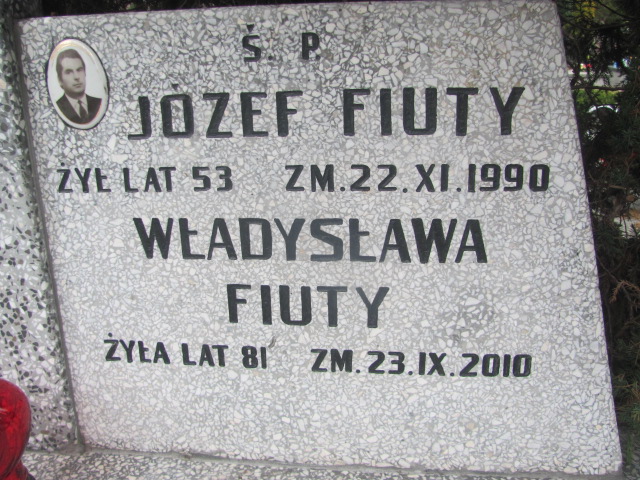 Ś. P.
JÓZEF FIUTY
ŻYŁ LAT 53 ZM. 22. XI. 1990
WŁADYSŁAWA
FIUTY
ŻYŁA LAT 81 ZM. 23. IX. 2010